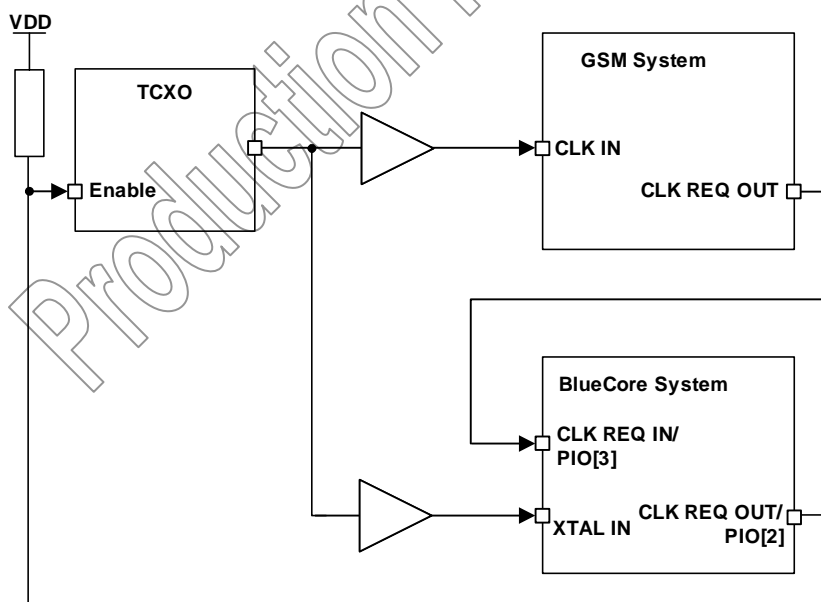 VDD
TCXO
Enable
GSM System
CLK IN
CLK REQ OUT
BlueCore System
CLK REQ IN/
PIO[3]
CLK REQ OUT/
PIO[2]
XTAL IN
Production